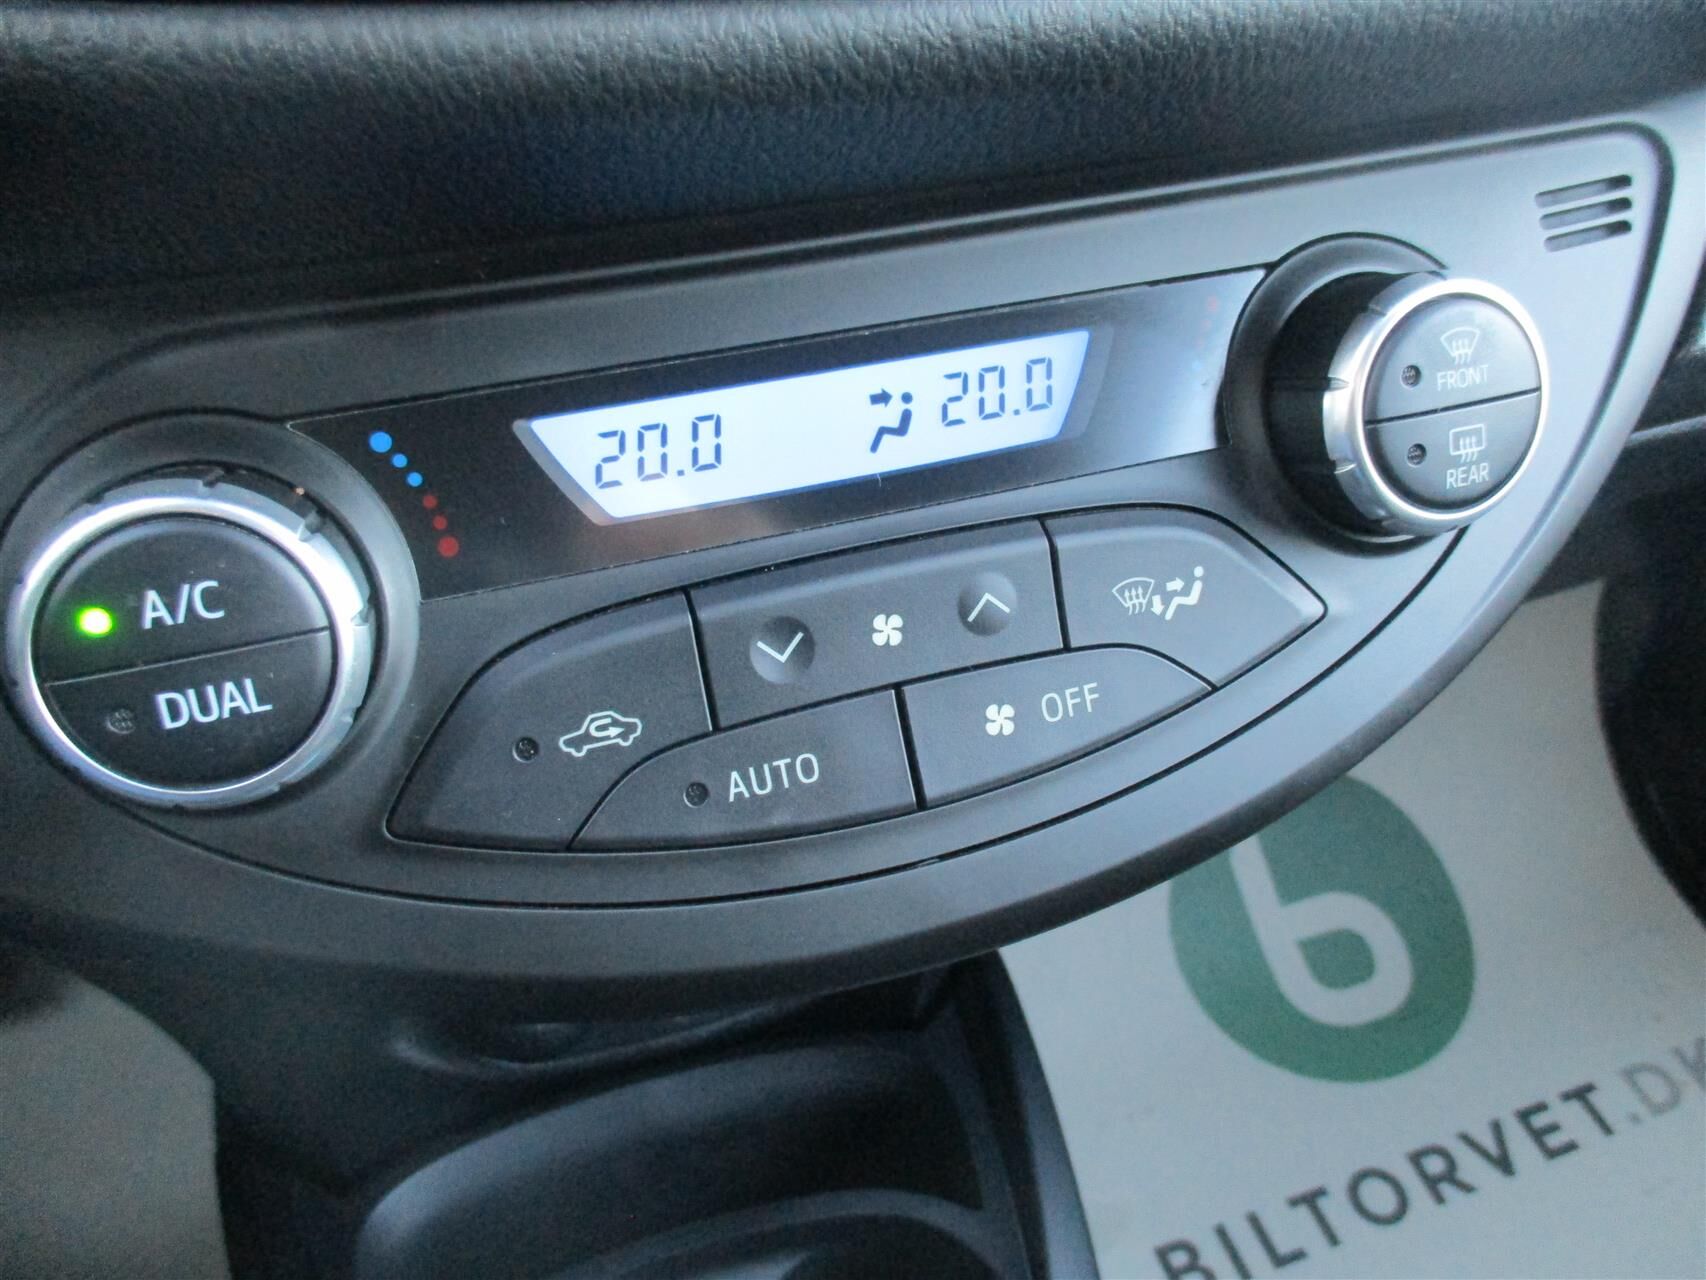 20.0 20.0
FRONT
REAR
A/C
DUAL
AUTO
OFF
b
BILTORVET.DK